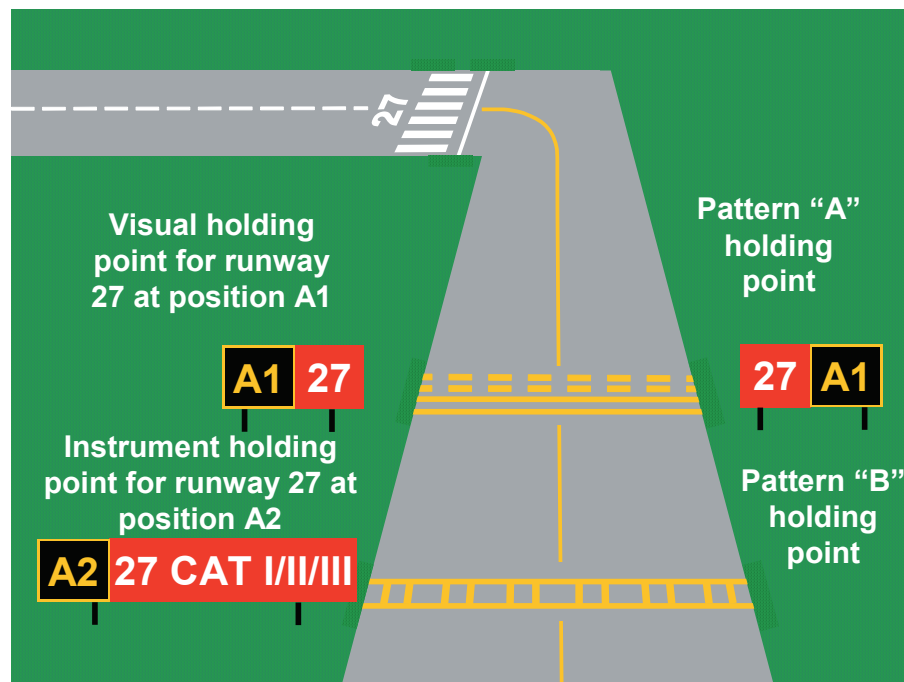 27
Visual holding
point for runway
27 at position A1
Pattern “A”
holding
point
A1 27
27 A1
Instrument holding
point for runway 27 at
position A2
Pattern “B”
holding
point
A2 27 CAT I/II/III